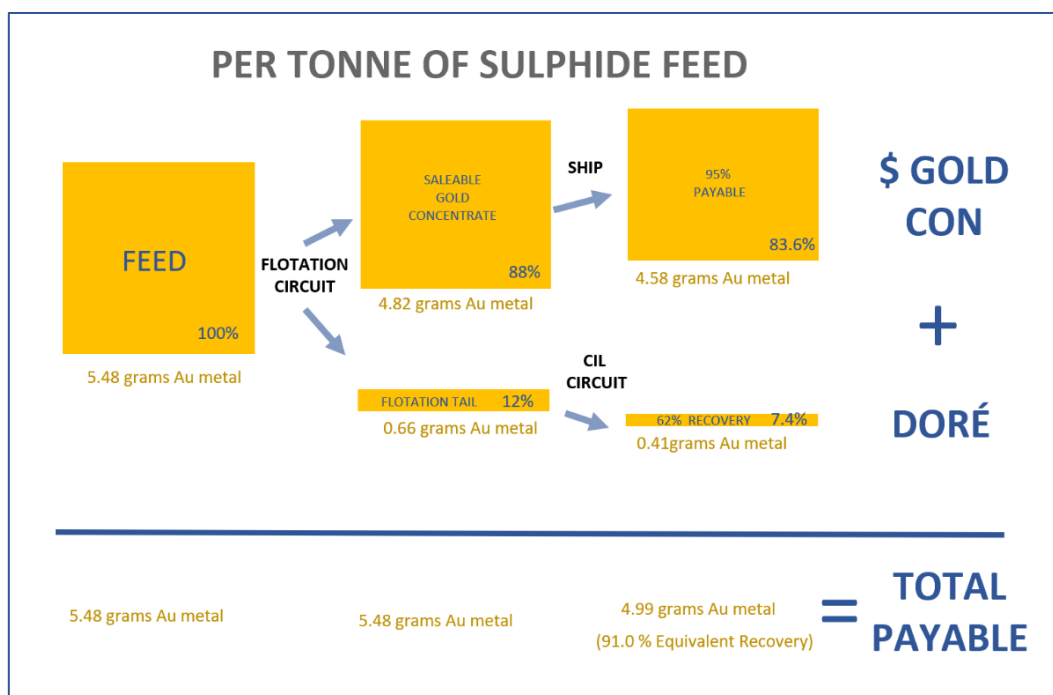 PER TONNE OF SULPHIDE FEED
FEED
100%
5.48 grams Au metal
FLOTATION
CIRCUIT
SALEABLE
GOLD
CONCENTRATE
88%
4.82 grams Au metal
SHIP
95%
PAYABLE
83.6%
4.58 grams Au metal
FLOTATION TAIL 12%
0.66 grams Au metal
CIL
CIRCUIT
62% RECOVERY 7.4%
0.41grams Au metal
$ GOLD
CON
+
DORÉ
5.48 grams Au metal
5.48 grams Au metal
4.99 grams Au metal
(91.0 % Equivalent Recovery)
=
TOTAL
PAYABLE